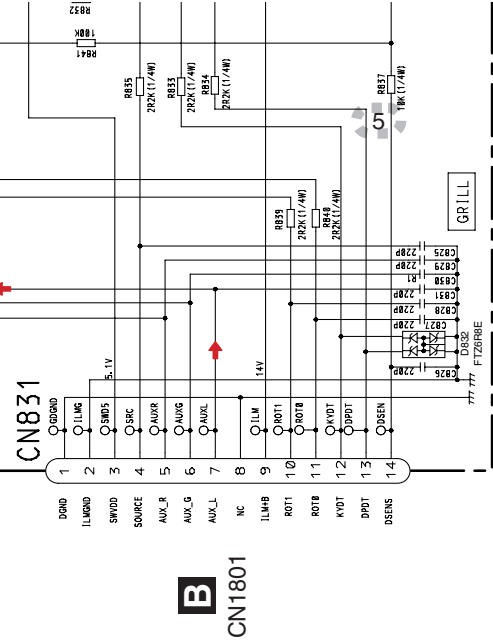 R832
R841
100K
R835
2R2K(1/4W)
R833
2R2K(1/4W)
R834
2R2K(1/4W)
R837
10K(1/4W)
5
R839
2R2K(1/4W)
R840
2R2K(1/4W)
GRILL
220P
C825
220P
C829
R1
C830
220P
C831
220P
C828
220P
C827
D832
FTZ6R8E
220P
C826
5.1V
14V
CN831
GDGND
ILMG
SWD5
SRC
AUXR
AUXG
AUXL
ILM
ROT1
ROT0
KYDT
DPDT
DSEN
1
2
3
4
5
6
7
8
9
10
11
12
13
14
DGND
ILMGND
SWVDD
SOURCE
AUX_R
AUX_G
AUX_L
NC
ILM+B
ROT1
ROT0
KYDT
DPDT
DSENS
B
CN1801